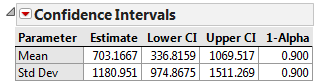 Confidence Intervals
Parameter Estimate Lower CI Upper CI 1-Alpha
Mean 703.1667 336.8159 1069.517 0.900
Std Dev 1180.951 974.8675 1511.269 0.900